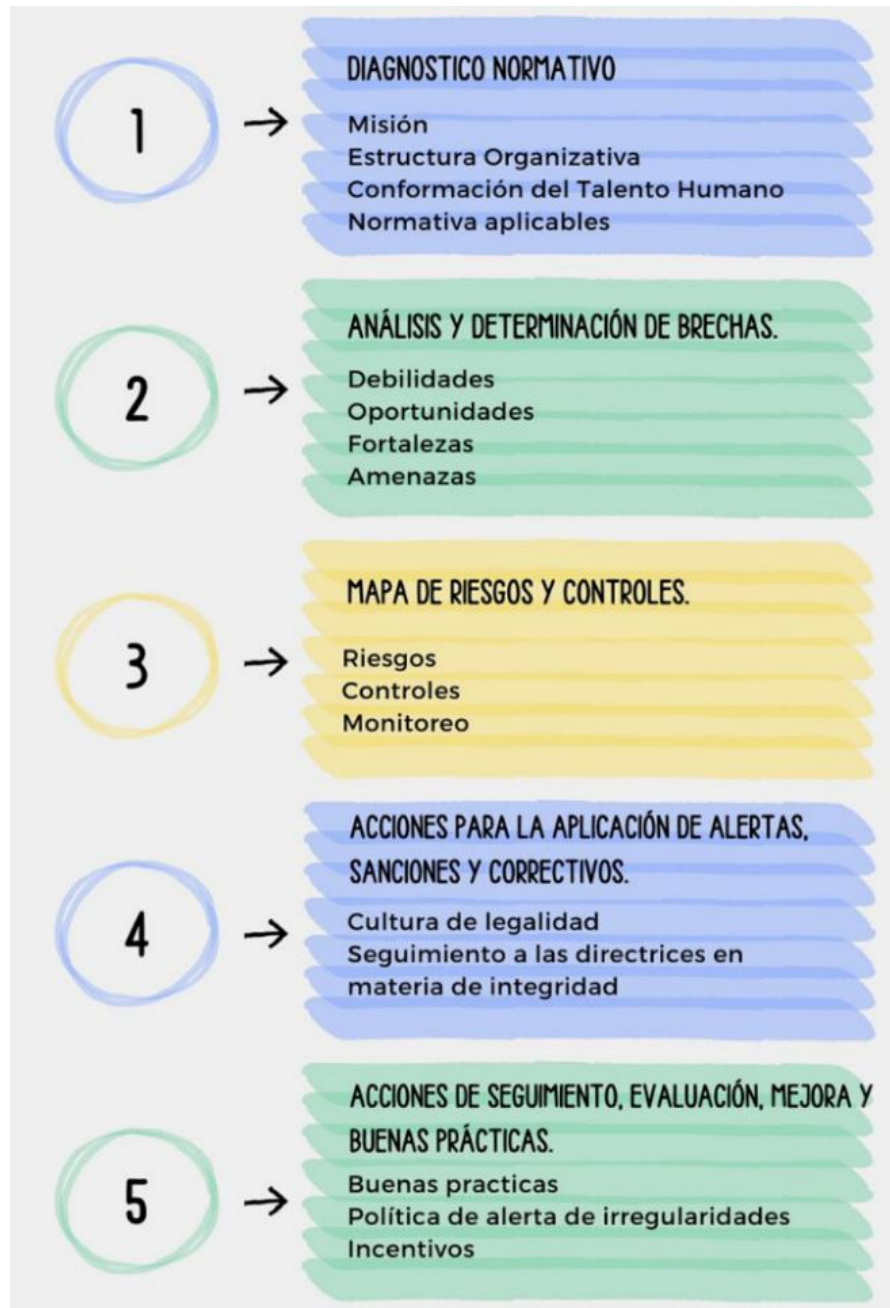 1
DIAGNOSTICO NORMATIVO
Misión
Estructura Organizativa
Conformación del Talento Humano
Normativa aplicables
2
ANÁLISIS Y DETERMINACIÓN DE BRECHAS.
Debilidades
Oportunidades
Fortalezas
Amenazas
3
MAPA DE RIESGOS Y CONTROLES.
Riesgos
Controles
Monitoreo
4
ACCIONES PARA LA APLICACIÓN DE ALERTAS,
SANCIONES Y CORRECTIVOS.
Cultura de legalidad
Seguimiento a las directrices en
materia de integridad
5
ACCIONES DE SEGUIMIENTO, EVALUACIÓN, MEJORA Y
BUENAS PRÁCTICAS.
Buenas practicas
Política de alerta de irregularidades
Incentivos